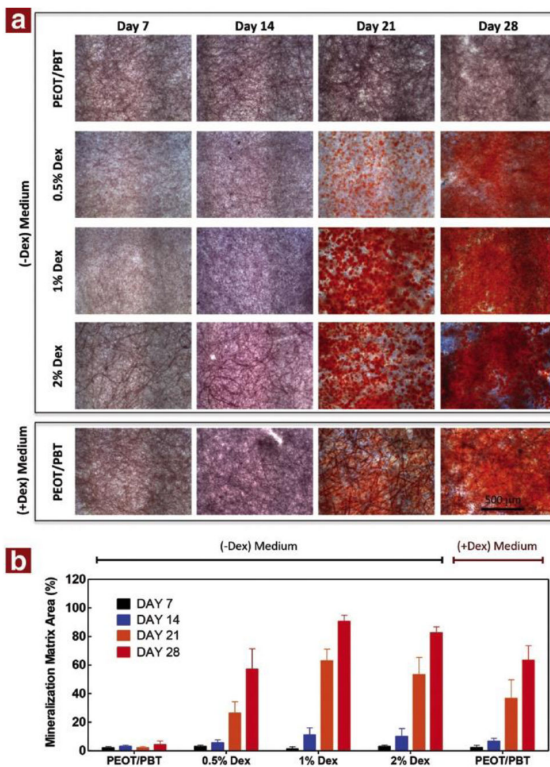 a
Day 7 Day 14 Day 21 Day 28
(-Dex) Medium
PEOT/PBT
0.5% Dex
1% Dex
2% Dex
(+Dex) Medium
PEOT/PBT
500 μm
b
(-Dex) Medium (+Dex) Medium
Mineralization Matrix Area (%)
120
100
80
60
40
20
0
DAY 7
DAY 14
DAY 21
DAY 28
PEOT/PBT 0.5% Dex 1% Dex 2% Dex PEOT/PBT